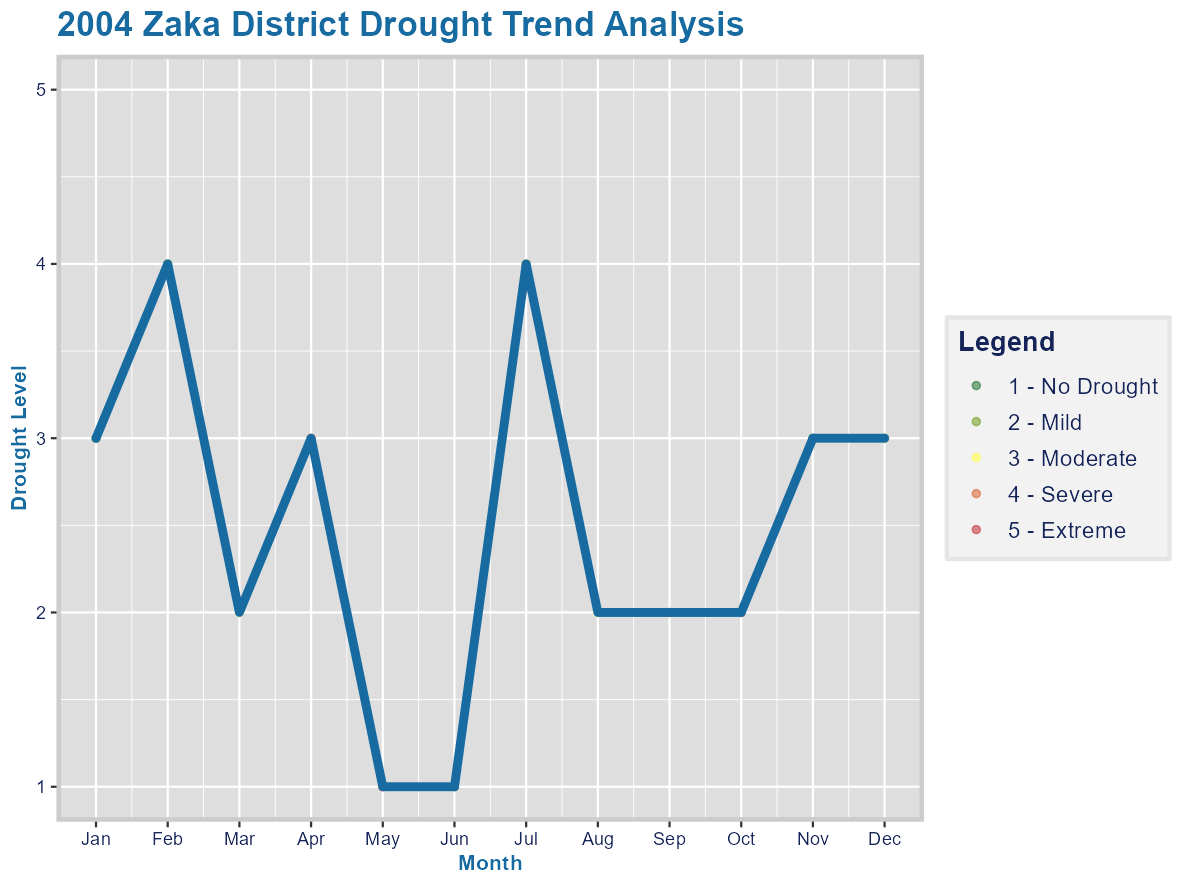 2004 Zaka District Drought Trend Analysis
5
4
3
2
1
Drought Level
Jan Feb Mar Apr May Jun Jul Aug Sep Oct Nov Dec
Month
Legend
1 - No Drought
2 - Mild
3 - Moderate
4 - Severe
5 - Extreme